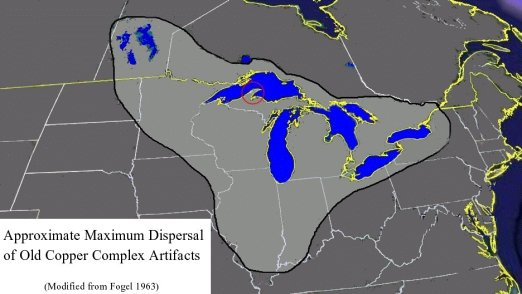 Approximate Maximum Dispersal
of Old Copper Complex Artifacts
(Modified from Fogel 1963)